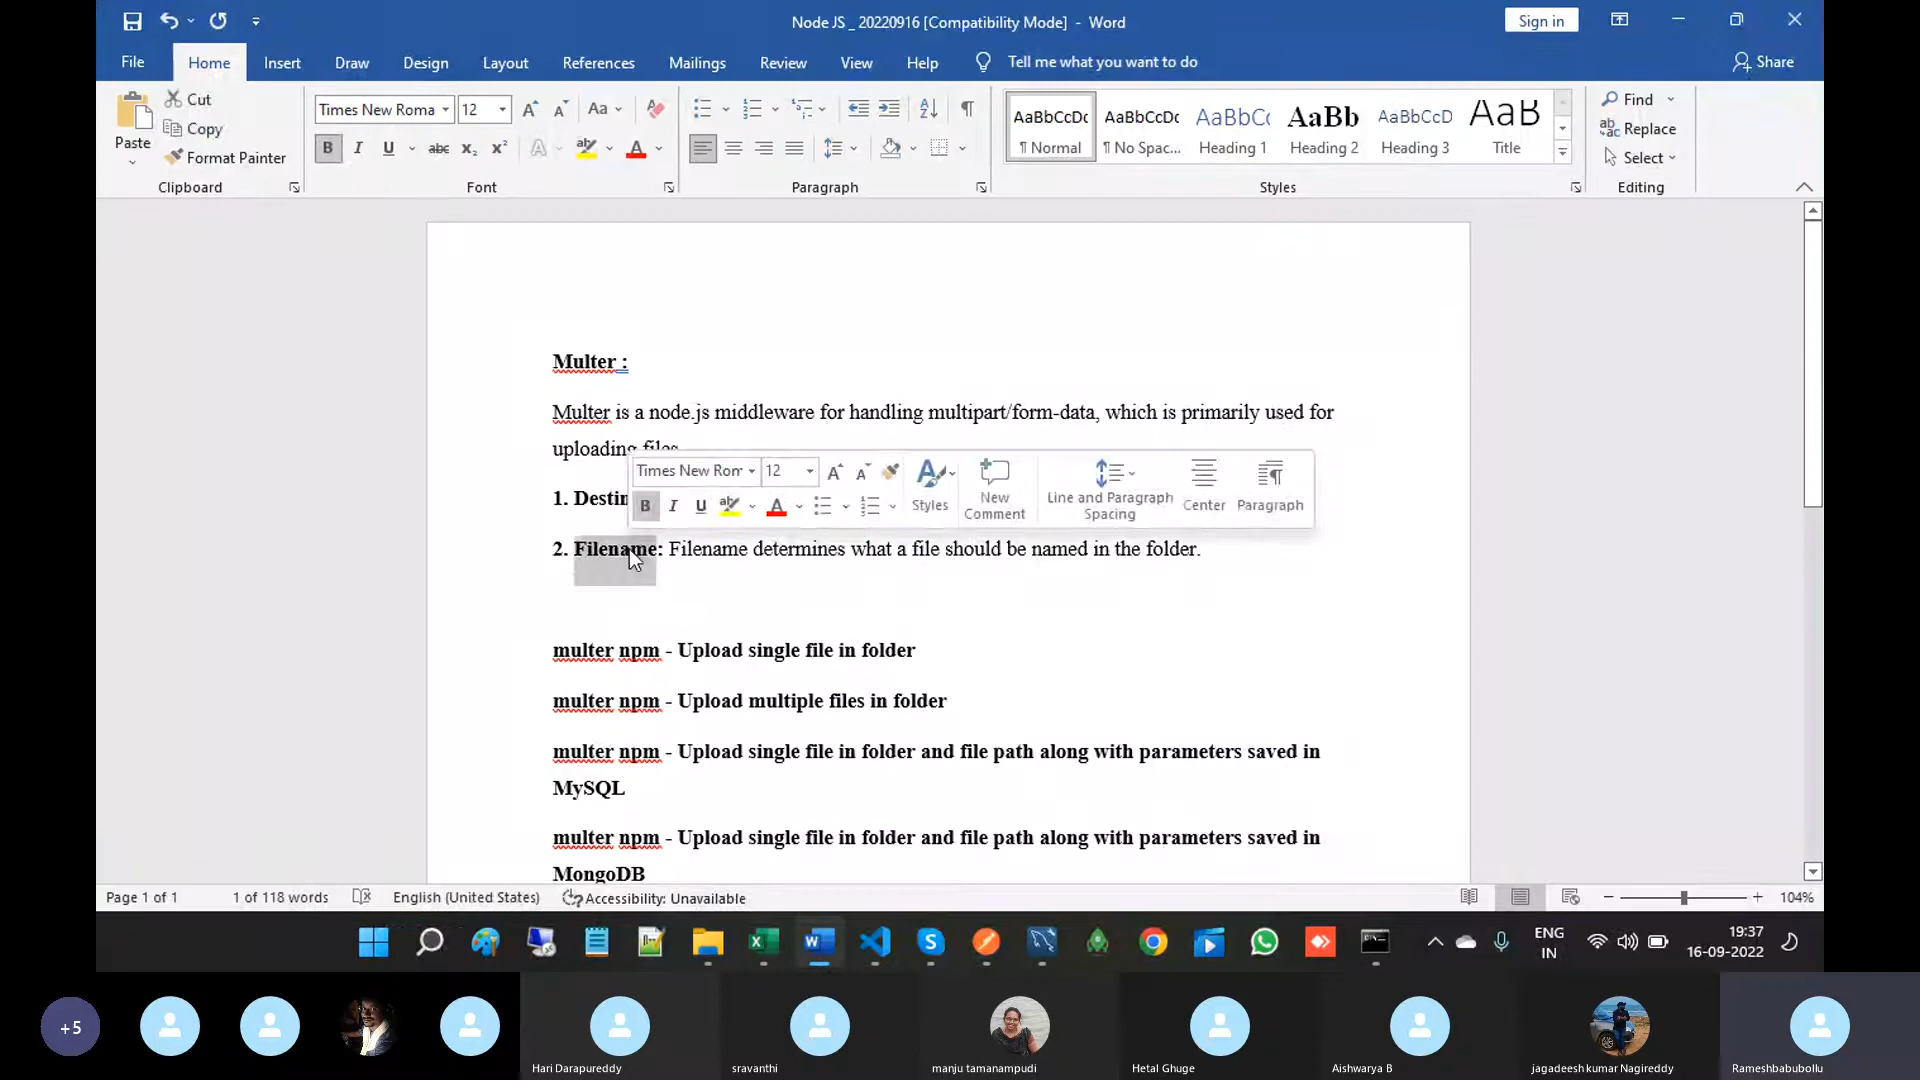 Node JS _ 20220916 [Compatibility Mode] - Word
Sign in
File Home Insert Draw Design Layout References Mailings Review View Help Tell me what you want to do Share
Paste
Cut
Copy
Format Painter
Clipboard
Times New Roma 12
Aa
B I U abc x₂ x² A
Font
Paragraph
AaBbCcDc AaBbCcDc AaBbC AaBb AaBbCcD AaB
¶ Normal ¶ No Spac... Heading 1 Heading 2 Heading 3 Title
Styles
Find
Replace
Select
Editing
Multer :
Multer is a node.js middleware for handling multipart/form-data, which is primarily used for
uploading files
Times New Ror 12
B I U
Styles
New Comment
Line and Paragraph Spacing
Center
Paragraph
1. Destin
2. Filename: Filename determines what a file should be named in the folder.
multer npm - Upload single file in folder
multer npm - Upload multiple files in folder
multer npm - Upload single file in folder and file path along with parameters saved in
MySQL
multer npm - Upload single file in folder and file path along with parameters saved in
MongoDB
Page 1 of 1 1 of 118 words English (United States) Accessibility: Unavailable 104%
ENG
IN
19:37
16-09-2022
+5
Hari Darapureddy
sravanthi
manju tamanampudi
Hetal Ghuge
Aishwarya B
jagadeesh kumar Nagireddy
Rameshbabubollu